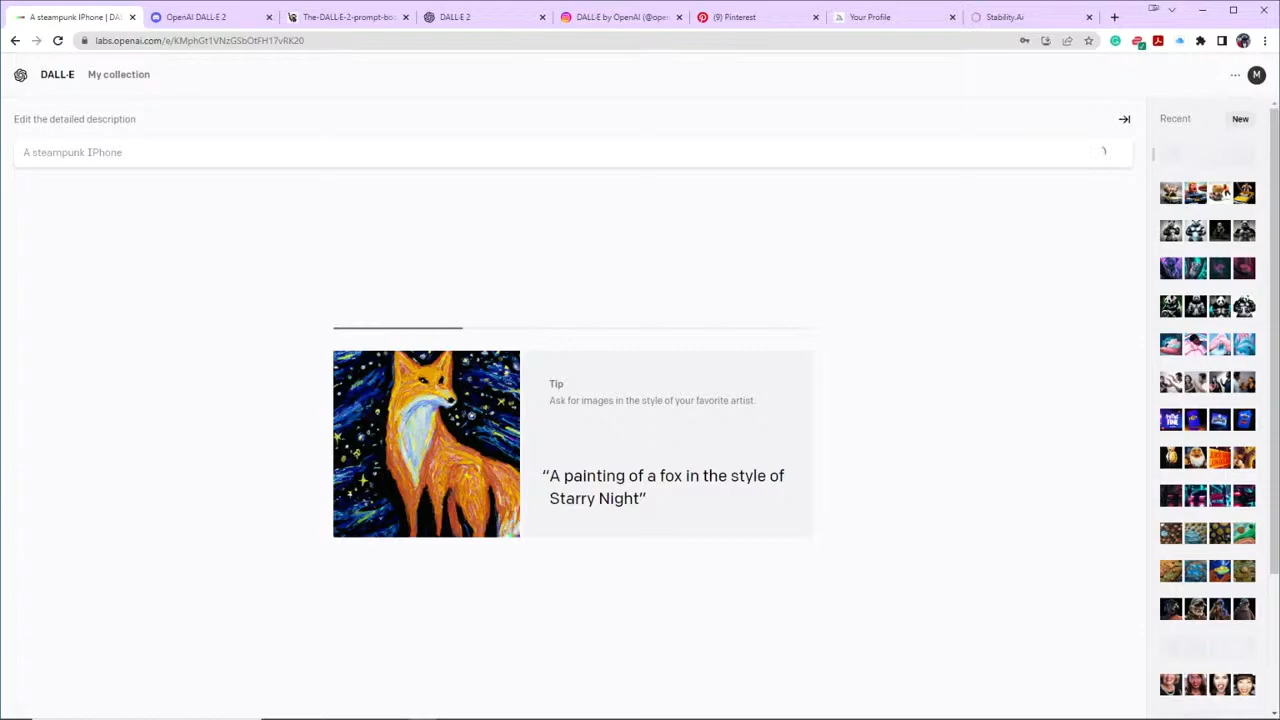 A steampunk IPhone | DALL
OpenAI DALL·E 2
The-DALL-E-2-prompt-bo
DALL·E 2
DALL·E by OpenAI (@open
(9) Pinterest
Your Profile
Stability.Ai
labs.openai.com/e/KMphGt1VNzGSbOtFH17vRK20
DALL·E
My collection
M
Edit the detailed description
Recent
New
A steampunk IPhone
Tip
Ask for images in the style of your favorite artist.
“A painting of a fox in the style of
Starry Night”